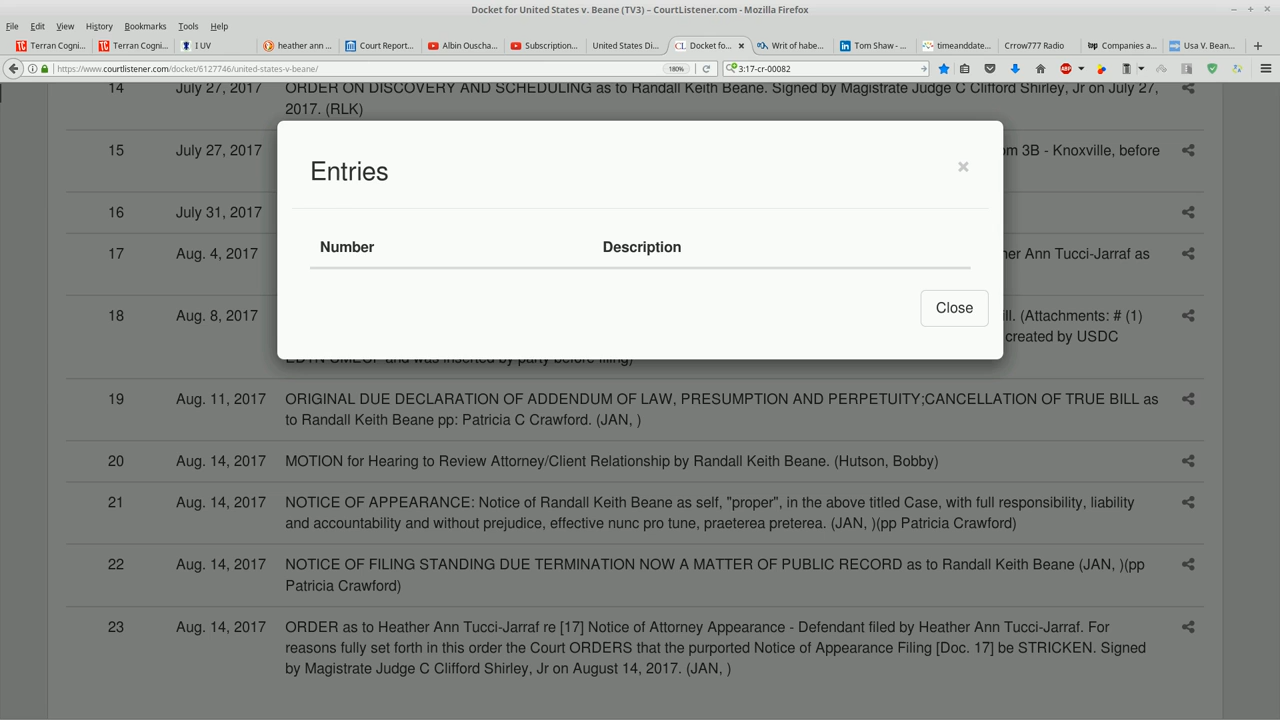 Docket for United States v. Beane (TV3) – CourtListener.com - Mozilla Firefox
File Edit View History Bookmarks Tools Help
Terran Cogni... Terran Cogni... I UV heather ann ... Court Report... Albin Ouscha... Subscription... United States Di... CL Docket fo... Writ of habe... Tom Shaw - ... timeanddate... Crrow777 Radio Companies a... Usa V. Bean...
https://www.courtlistener.com/docket/6127746/united-states-v-beane/ 180% 3:17-cr-00082
14 July 27, 2017 ORDER ON DISCOVERY AND SCHEDULING as to Randall Keith Beane. Signed by Magistrate Judge C Clifford Shirley, Jr on July 27,
2017. (RLK)
Entries
15 July 27, 2017 om 3B - Knoxville, before
16 July 31, 2017
Number Description
17 Aug. 4, 2017 her Ann Tucci-Jarraf as
Close
18 Aug. 8, 2017 ill. (Attachments: # (1)
created by USDC
and was inserted by party before filing)
19 Aug. 11, 2017 ORIGINAL DUE DECLARATION OF ADDENDUM OF LAW, PRESUMPTION AND PERPETUITY;CANCELLATION OF TRUE BILL as
to Randall Keith Beane pp: Patricia C Crawford. (JAN, )
20 Aug. 14, 2017 MOTION for Hearing to Review Attorney/Client Relationship by Randall Keith Beane. (Hutson, Bobby)
21 Aug. 14, 2017 NOTICE OF APPEARANCE: Notice of Randall Keith Beane as self, "proper", in the above titled Case, with full responsibility, liability
and accountability and without prejudice, effective nunc pro tune, praeterea preterea. (JAN, )(pp Patricia Crawford)
22 Aug. 14, 2017 NOTICE OF FILING STANDING DUE TERMINATION NOW A MATTER OF PUBLIC RECORD as to Randall Keith Beane (JAN, )(pp
Patricia Crawford)
23 Aug. 14, 2017 ORDER as to Heather Ann Tucci-Jarraf re [17] Notice of Attorney Appearance - Defendant filed by Heather Ann Tucci-Jarraf. For
reasons fully set forth in this order the Court ORDERS that the purported Notice of Appearance Filing [Doc. 17] be STRICKEN. Signed
by Magistrate Judge C Clifford Shirley, Jr on August 14, 2017. (JAN, )